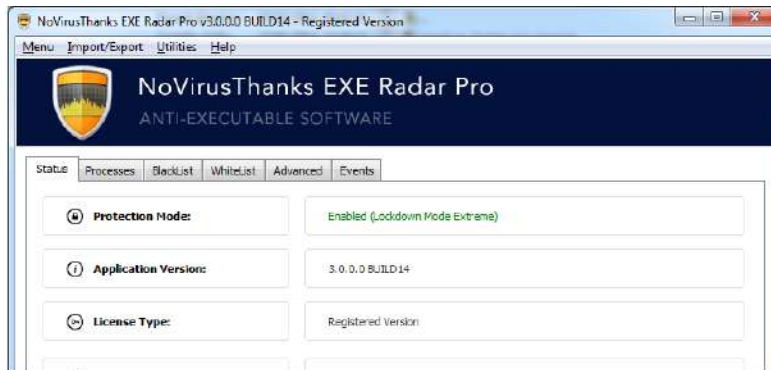 NoVirusThanks EXE Radar Pro v3.0.0.0 BUILD14 - Registered Version
Menu Import/Export Utilities Help
NoVirusThanks EXE Radar Pro
ANTI-EXECUTABLE SOFTWARE
Status Processes BlackList WhiteList Advanced Events
Protection Mode: Enabled (Lockdown Mode Extreme)
Application Version: 3.0.0.0 BUILD14
License Type: Registered Version